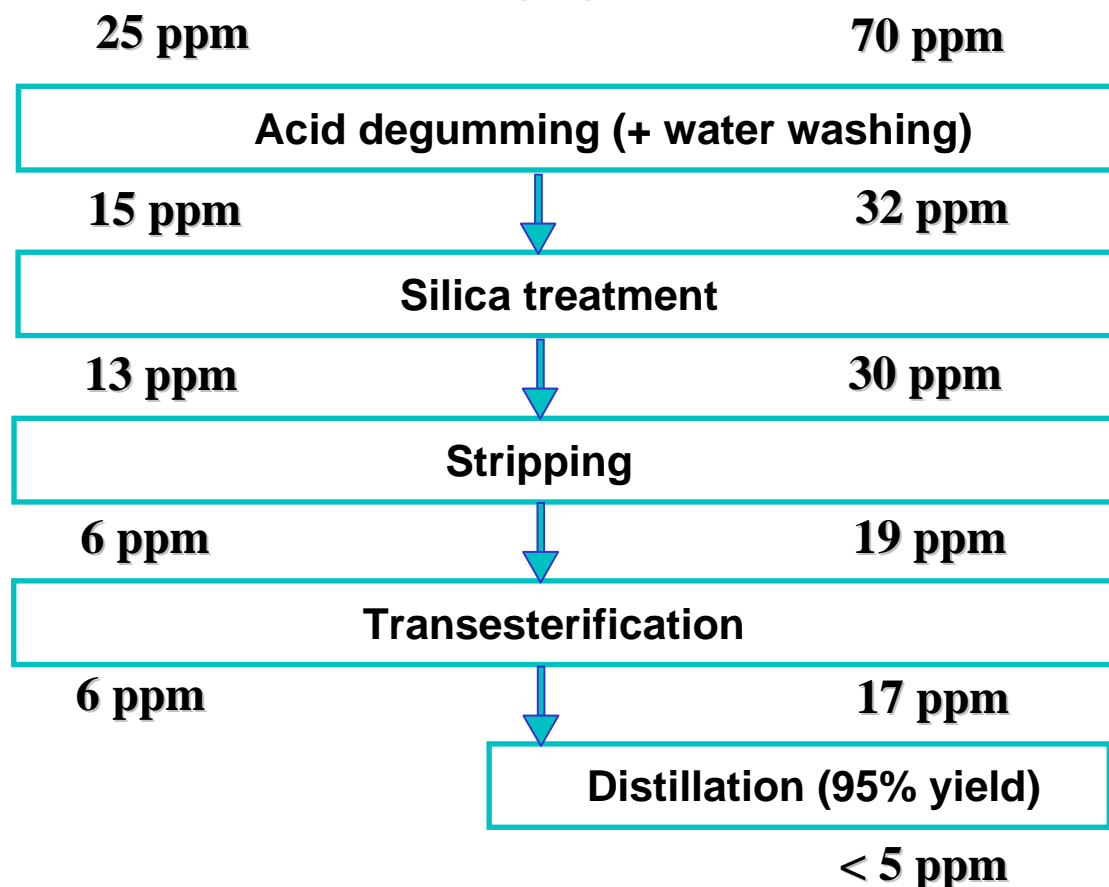 25 ppm 70 ppm
Acid degumming (+ water washing)
15 ppm 32 ppm
Silica treatment
13 ppm 30 ppm
Stripping
6 ppm 19 ppm
Transesterification
6 ppm 17 ppm
Distillation (95% yield)
< 5 ppm